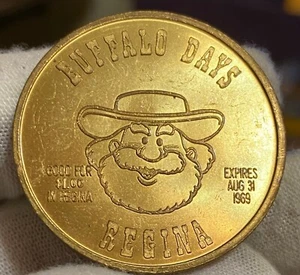 BUFFALO DAYS
GOOD FOR
$1.00
IN REGINA
EXPIRES
AUG 31
1969
REGINA